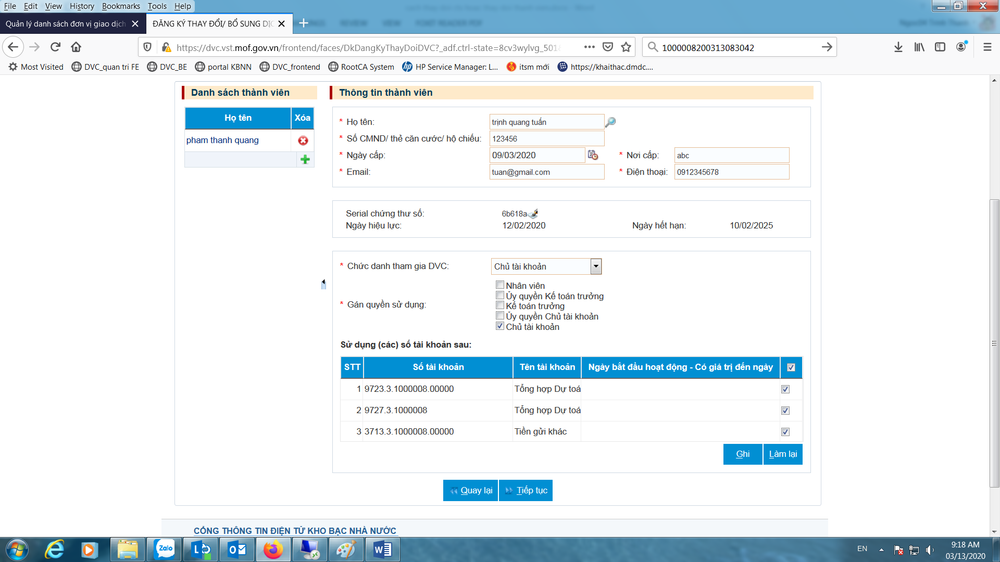 File Edit View History Bookmarks Tools Help
Quản lý danh sách đơn vị giao dịch
ĐĂNG KÝ THAY ĐỔI/ BỔ SUNG DỊC
REVIEW VIEW FOXIT READER PDF
https://dvc.vst.mof.gov.vn/frontend/faces/DkDangKyThayDoiDVC?_adf.ctrl-state=8cv3wylvg_501&
1000008200313083042
Most Visited DVC_quan tri FE DVC_BE portal KBNN DVC_frontend RootCA System HP Service Manager: L... itsm mới https://khaithac.dmdc....
Danh sách thành viên
Họ tên Xóa
pham thanh quang
Thông tin thành viên
* Họ tên: trịnh quang tuấn
* Số CMND/ thẻ căn cước/ hộ chiếu: 123456
* Ngày cấp: 09/03/2020 * Nơi cấp: abc
* Email: tuan@gmail.com * Điện thoại: 0912345678
Serial chứng thư số: 6b618a
Ngày hiệu lực: 12/02/2020 Ngày hết hạn: 10/02/2025
* Chức danh tham gia DVC: Chủ tài khoản
* Gán quyền sử dụng:
Nhân viên
Ủy quyền Kế toán trưởng
Kế toán trưởng
Ủy quyền Chủ tài khoản
Chủ tài khoản
Sử dụng (các) số tài khoản sau:
STT Số tài khoản Tên tài khoản Ngày bắt đầu hoạt động - Có giá trị đến ngày
1 9723.3.1000008.00000 Tổng hợp Dự toá
2 9727.3.1000008 Tổng hợp Dự toá
3 3713.3.1000008.00000 Tiền gửi khác
Ghi Làm lại
Quay lại Tiếp tục
CỔNG THÔNG TIN ĐIỆN TỬ KHO BẠC NHÀ NƯỚC
Zalo
EN
9:18 AM
03/13/2020